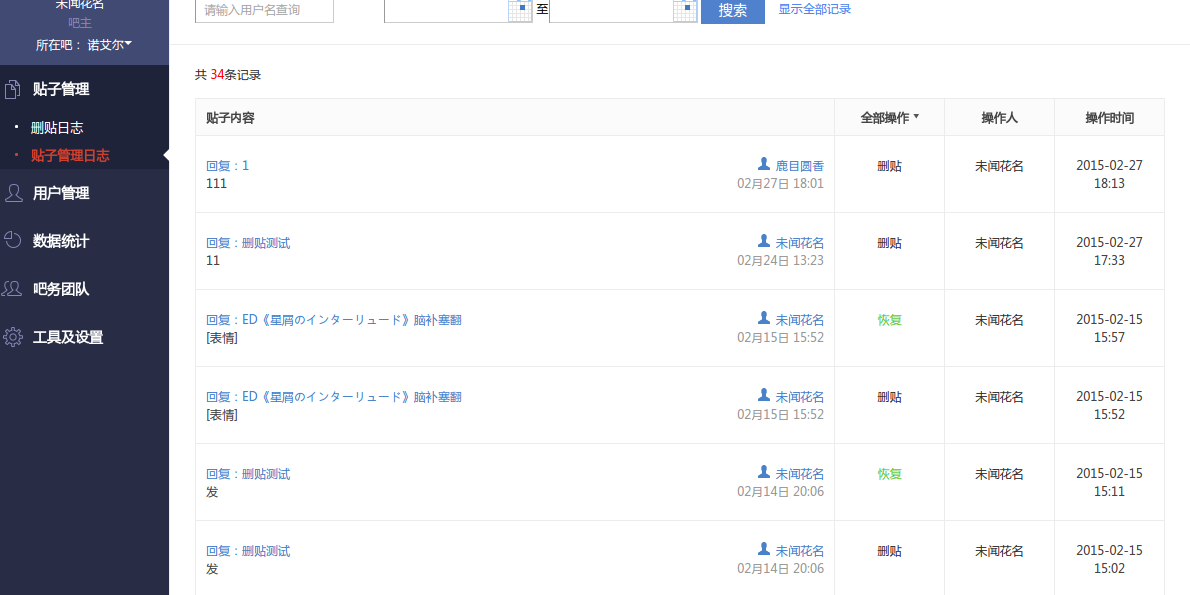 未闻花名
吧主
所在吧： 诺艾尔
贴子管理
删贴日志
贴子管理日志
用户管理
数据统计
吧务团队
工具及设置
请输入用户名查询
至
搜索
显示全部记录
共 34条记录
贴子内容 全部操作 操作人 操作时间
回复：1 鹿目圆香 删贴 未闻花名 2015-02-27
111 02月27日 18:01 18:13
回复：删贴测试 未闻花名 删贴 未闻花名 2015-02-27
11 02月24日 13:23 17:33
回复：ED《星屑のインターリュード》脑补塞翻 未闻花名 恢复 未闻花名 2015-02-15
[表情] 02月15日 15:52 15:57
回复：ED《星屑のインターリュード》脑补塞翻 未闻花名 删贴 未闻花名 2015-02-15
[表情] 02月15日 15:52 15:52
回复：删贴测试 未闻花名 恢复 未闻花名 2015-02-15
发 02月14日 20:06 15:11
回复：删贴测试 未闻花名 删贴 未闻花名 2015-02-15
发 02月14日 20:06 15:02